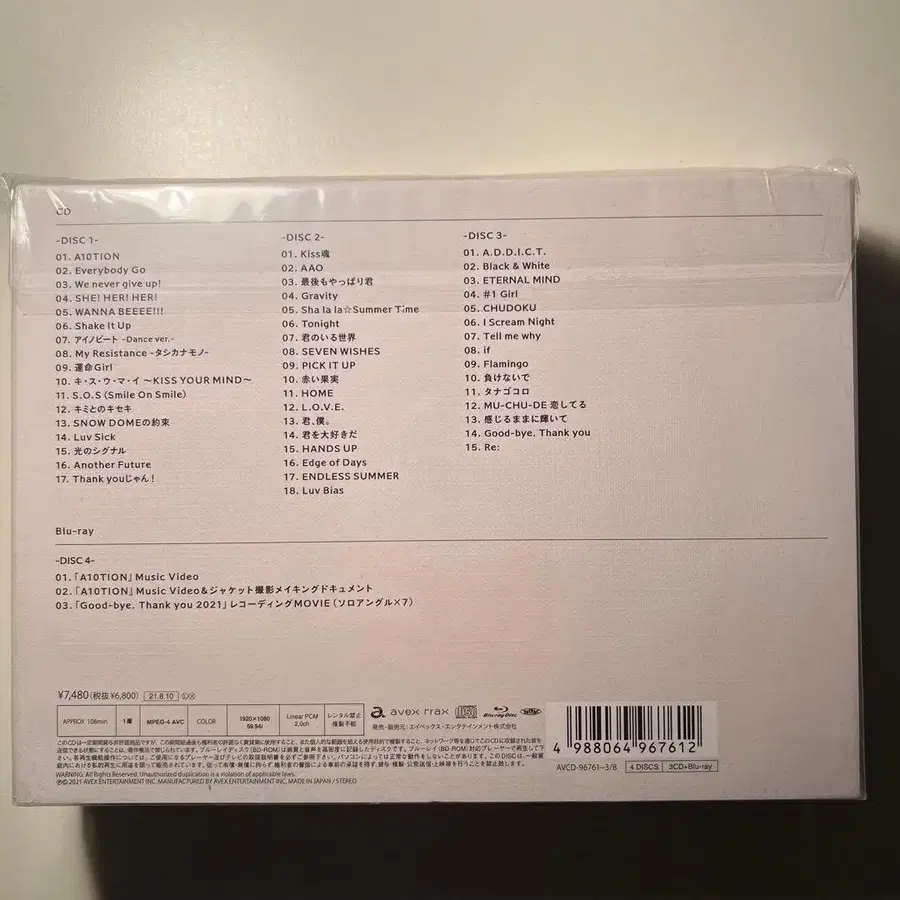 CD
-DISC 1-
01. A10TION
02. Everybody Go
03. We never give up!
04. SHE! HER! HER!
05. WANNA BEEEE!!!
06. Shake It Up
07. アイノビート -Dance ver.-
08. My Resistance -タシカナモノ-
09. 運命Girl
10. キ・ス・ウ・マ・イ ～KISS YOUR MIND～
11. S.O.S (Smile On Smile)
12. キミとのキセキ
13. SNOW DOMEの約束
14. Luv Sick
15. 光のシグナル
16. Another Future
17. Thank youじゃん!
-DISC 2-
01. Kiss魂
02. AAO
03. 最後もやっぱり君
04. Gravity
05. Sha la la☆Summer Time
06. Tonight
07. 君のいる世界
08. SEVEN WISHES
09. PICK IT UP
10. 赤い果実
11. HOME
12. L.O.V.E.
13. 君、僕。
14. 君を大好きだ
15. HANDS UP
16. Edge of Days
17. ENDLESS SUMMER
18. Luv Bias
-DISC 3-
01. A.D.D.I.C.T.
02. Black & White
03. ETERNAL MIND
04. #1 Girl
05. CHUDOKU
06. I Scream Night
07. Tell me why
08. if
09. Flamingo
10. 負けないで
11. タナゴコロ
12. MU-CHU-DE 恋してる
13. 感じるままに輝いて
14. Good-bye, Thank you
15. Re:
Blu-ray
-DISC 4-
01.「A10TION」Music Video
02.「A10TION」Music Video&ジャケット撮影メイキングドキュメント
03.「Good-bye, Thank you 2021」レコーディングMOVIE(ソロアングル×7)
¥7,480(税抜¥6,800) 21.8.10 Ⓛ Ⓧ
APPROX 108min 1層 MPEG-4 AVC COLOR 1920×1080 59.94i Linear PCM 2.0ch レンタル禁止 複製不能
avex trax Blu-ray Disc
発売・販売元:エイベックス・エンタテインメント株式会社
4 988064 967612
AVCD-96761~3/B 4 DISCS 3CD+Blu-ray
WARNING: All Rights Reserved. Unauthorized duplication is a violation of applicable laws.
Ⓟ© 2021 AVEX ENTERTAINMENT INC. MANUFACTURED BY AVEX ENTERTAINMENT INC. MADE IN JAPAN / STEREO